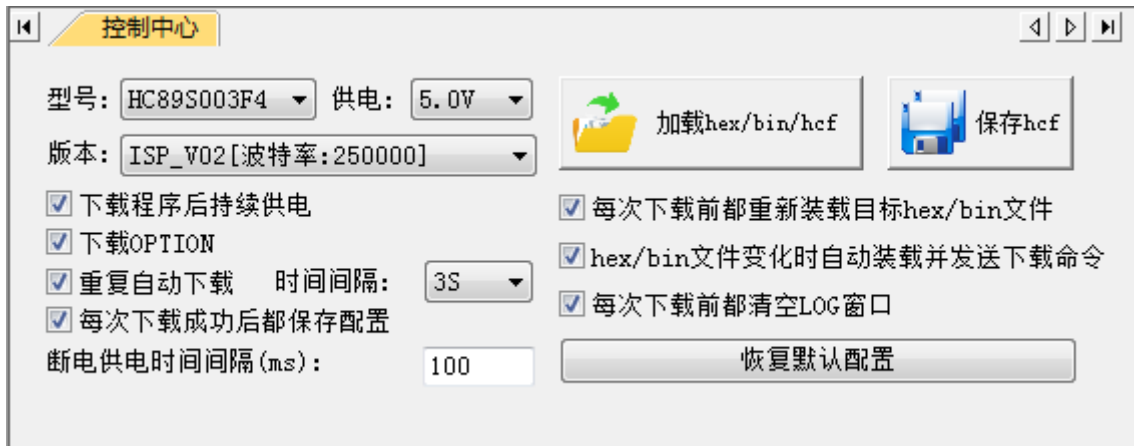 控制中心
型号: HC89S003F4 供电: 5.0V
加载hex/bin/hcf
保存hcf
版本: ISP_V02[波特率:250000]
下载程序后持续供电
下载OPTION
重复自动下载 时间间隔: 3S
每次下载成功后都保存配置
断电供电时间间隔(ms): 100
每次下载前都重新装载目标hex/bin文件
hex/bin文件变化时自动装载并发送下载命令
每次下载前都清空LOG窗口
恢复默认配置